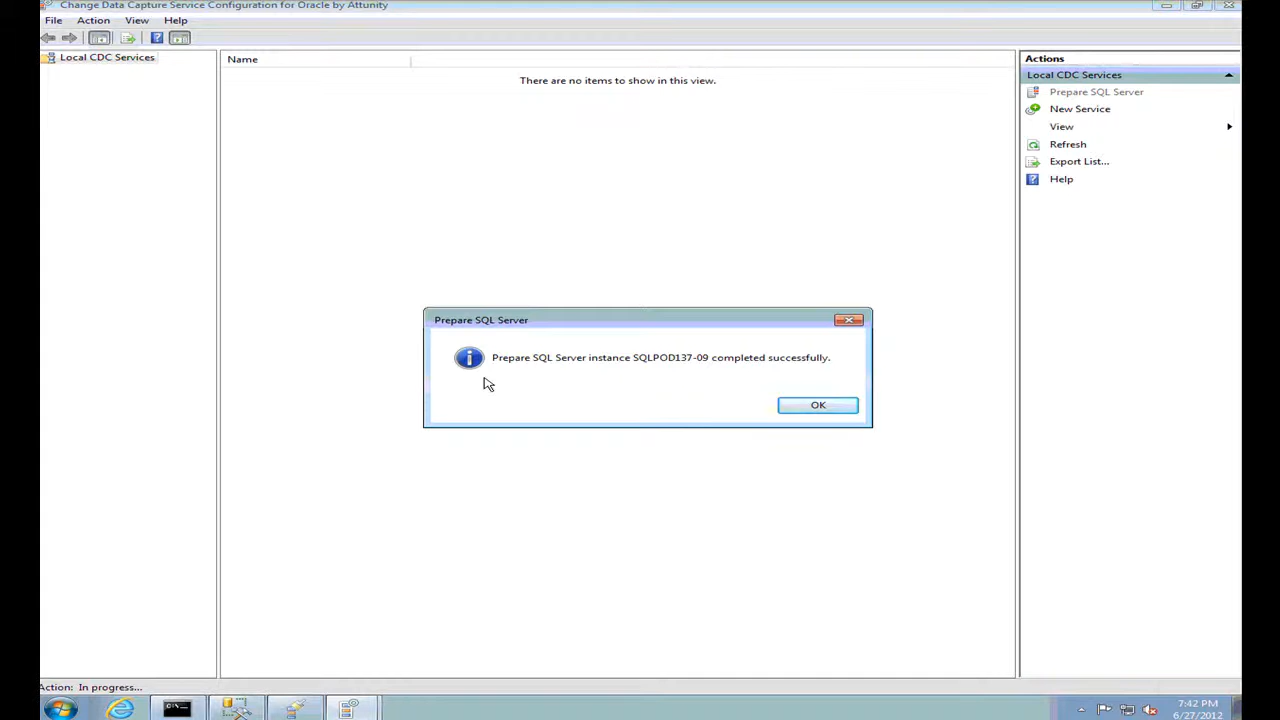 Change Data Capture Service Configuration for Oracle by Attunity
File Action View Help
Local CDC Services
Name
There are no items to show in this view.
Actions
Local CDC Services
Prepare SQL Server
New Service
View
Refresh
Export List...
Help
Prepare SQL Server
Prepare SQL Server instance SQLPOD137-09 completed successfully.
OK
Action: In progress...
7:42 PM
6/27/2012